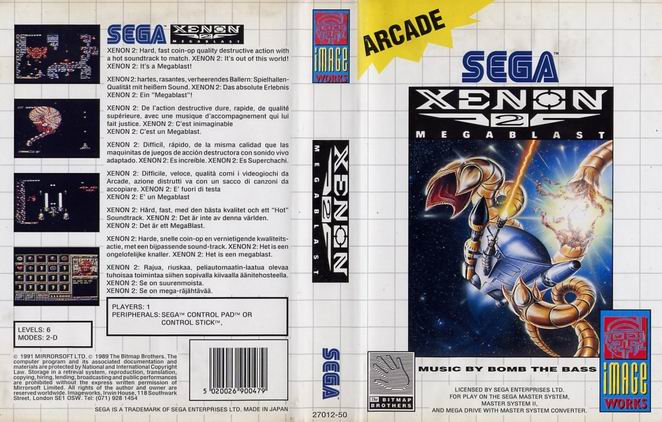 SEGA XENON 2 MEGABLAST
XENON 2: Hard, fast coin-op quality destructive action with
a hot soundtrack to match. XENON 2: It's out of this world!
XENON 2: It's a Megablast!
XENON 2: hartes, rasantes, verheerendes Ballern: Spielhallen-
Qualität mit heißem Sound. XENON 2: Das absolute Erlebnis
XENON 2: Ein "Megablast"!
XENON 2: De l'action destructive dure, rapide, de qualité
supérieure, avec une musique d'accompagnement qui lui
fait justice. XENON 2: C'est inimaginable
XENON 2: C'est un Megablast.
XENON 2: Difficil, rápido, de la misma calidad que las
maquinitas de juegos de acción destructora con sonido vivo
adaptado. XENON 2: Es increible. XENON 2: Es Superchachi.
XENON 2: Difficile, veloce, qualità comi i videogiochi da
Arcade, azione distrutti va con un sacco di canzoni da
accopiare. XENON 2: E' fuori di testa
XENON 2: E' un Megablast
XENON 2: Hård, fast, med den bästa kvalitet och ett "Hot"
Soundtrack. XENON 2: Det är inte av denna världen.
XENON 2: Det är ett MegaBlast.
XENON 2: Harde, snelle coin-op en vernietigende kwaliteits-
actie, met een bijpassende sound-track. XENON 2: Het is een
ongelofelijke knaller. XENON 2: Het is een megablast.
XENON 2: Rajua, riuskaa, peliautomaatin-laatua olevaa
tuhoisaa toimintaa siihen sopivalla kiivaalla äänitehosteella.
XENON 2: Se on suurenmoista.
XENON 2: Se on mega-räjähtävää.
PLAYERS: 1
PERIPHERALS: SEGA™ CONTROL PAD™ OR
CONTROL STICK™.
LEVELS: 6
MODES: 2-D
© 1991 MIRRORSOFT LTD. © 1989 The Bitmap Brothers. The
computer program and its associated documentation and
materials are protected by National and International Copyright
Law. Storage in a retrieval system, reproduction, translation,
copying, hiring, lending, broadcasting and public performances
are prohibited without the express written permission of
Mirrorsoft Limited. All rights of the author and owner are
reserved worldwide. Imageworks, Irwin House, 118 Southwark
Street, London SE1 OSW. Tel: (071) 928 1454
5 020026 900479
SEGA IS A TRADEMARK OF SEGA ENTERPRISES LTD. MADE IN JAPAN
IMAGE
WORKS
XENON 2
MEGABLAST
SEGA
27012-50
ARCADE
SEGA™
XENON
2
MEGABLAST
MUSIC BY BOMB THE BASS
THE BITMAP
BROTHERS
LICENSED BY SEGA ENTERPRISES LTD.
FOR PLAY ON THE SEGA MASTER SYSTEM,
MASTER SYSTEM II,
AND MEGA DRIVE WITH MASTER SYSTEM CONVERTER.
IMAGE
WORKS